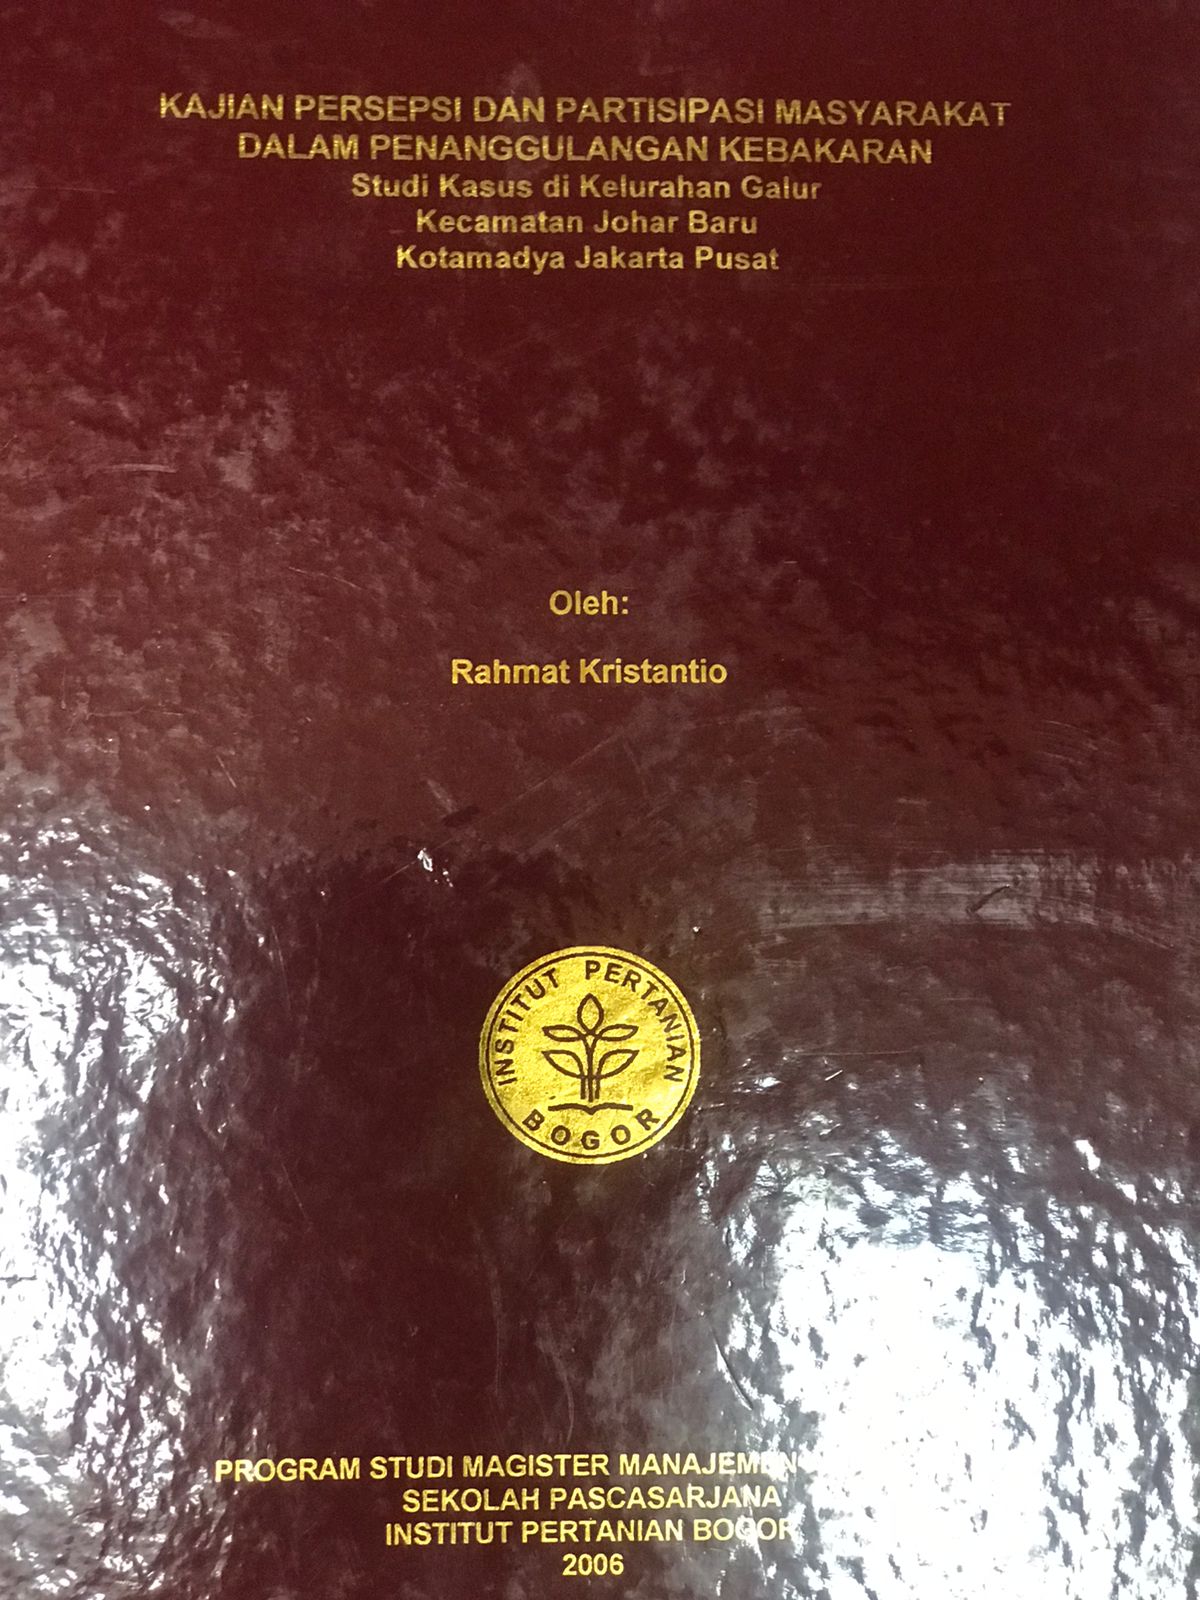 KAJIAN PERSEPSI DAN PARTISIPASI MASYARAKAT
DALAM PENANGGULANGAN KEBAKARAN
Studi Kasus di Kelurahan Galur
Kecamatan Johar Baru
Kotamadya Jakarta Pusat
Oleh:
Rahmat Kristantio
INSTITUT PERTANIAN
BOGOR
PROGRAM STUDI MAGISTER MANAJEMEN
SEKOLAH PASCASARJANA
INSTITUT PERTANIAN BOGOR
2006